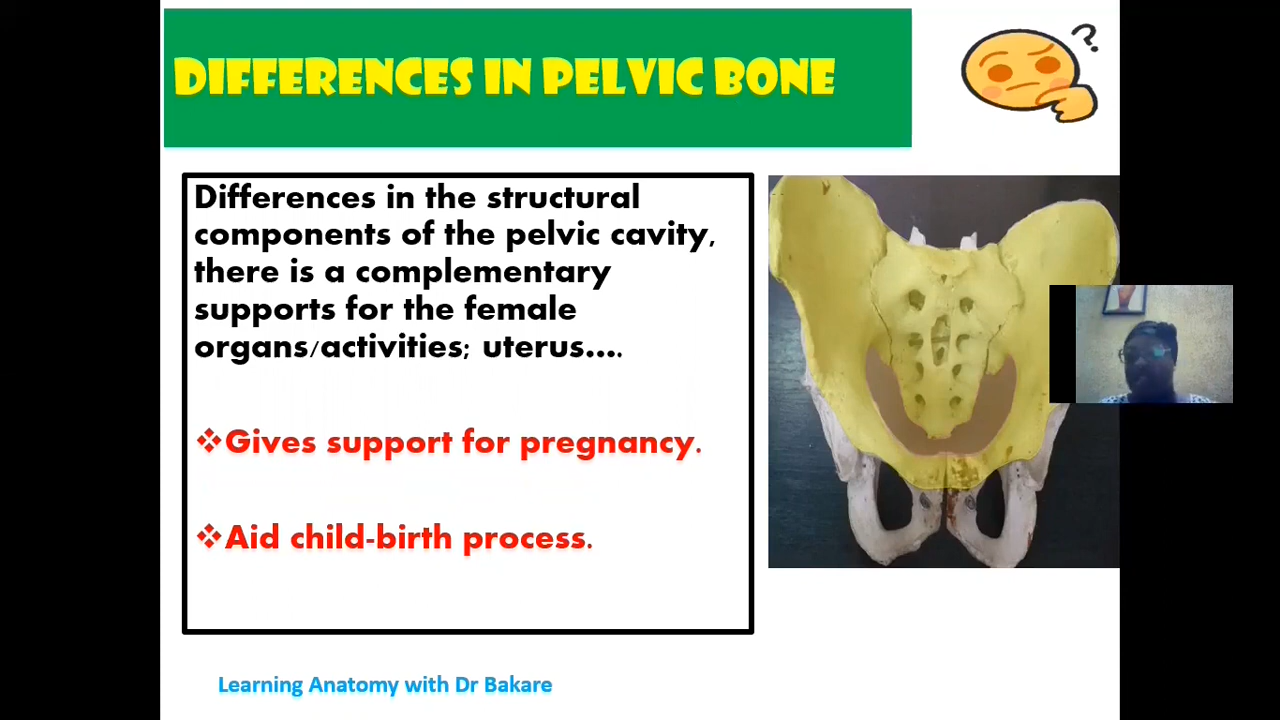 DIFFERENCES IN PELVIC BONE
Differences in the structural
components of the pelvic cavity,
there is a complementary
supports for the female
organs/activities; uterus....
❖Gives support for pregnancy.
❖Aid child-birth process.
Learning Anatomy with Dr Bakare